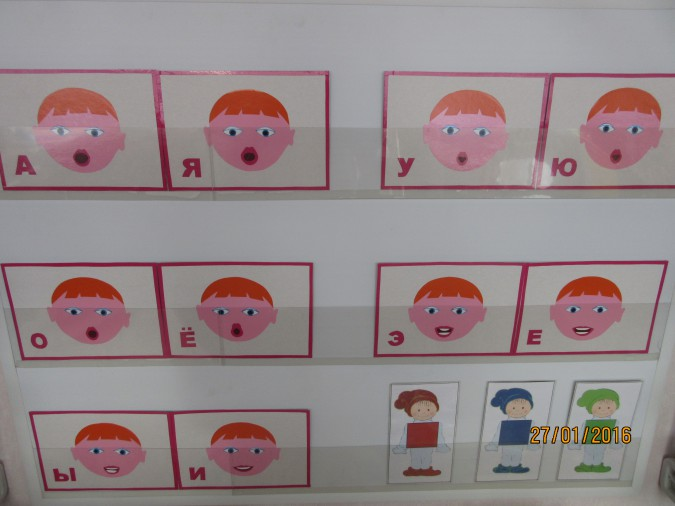 А Я У Ю
О Ё Э Е
Ы И
27/01/2016